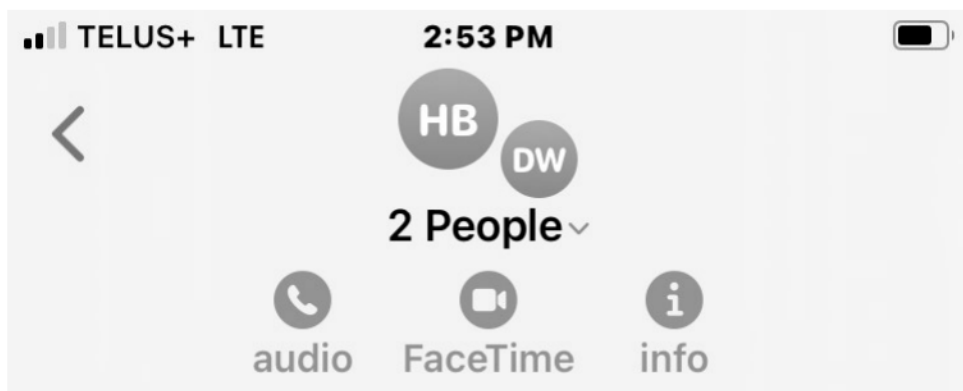 TELUS+ LTE 2:53 PM
HB
DW
2 People
audio FaceTime info